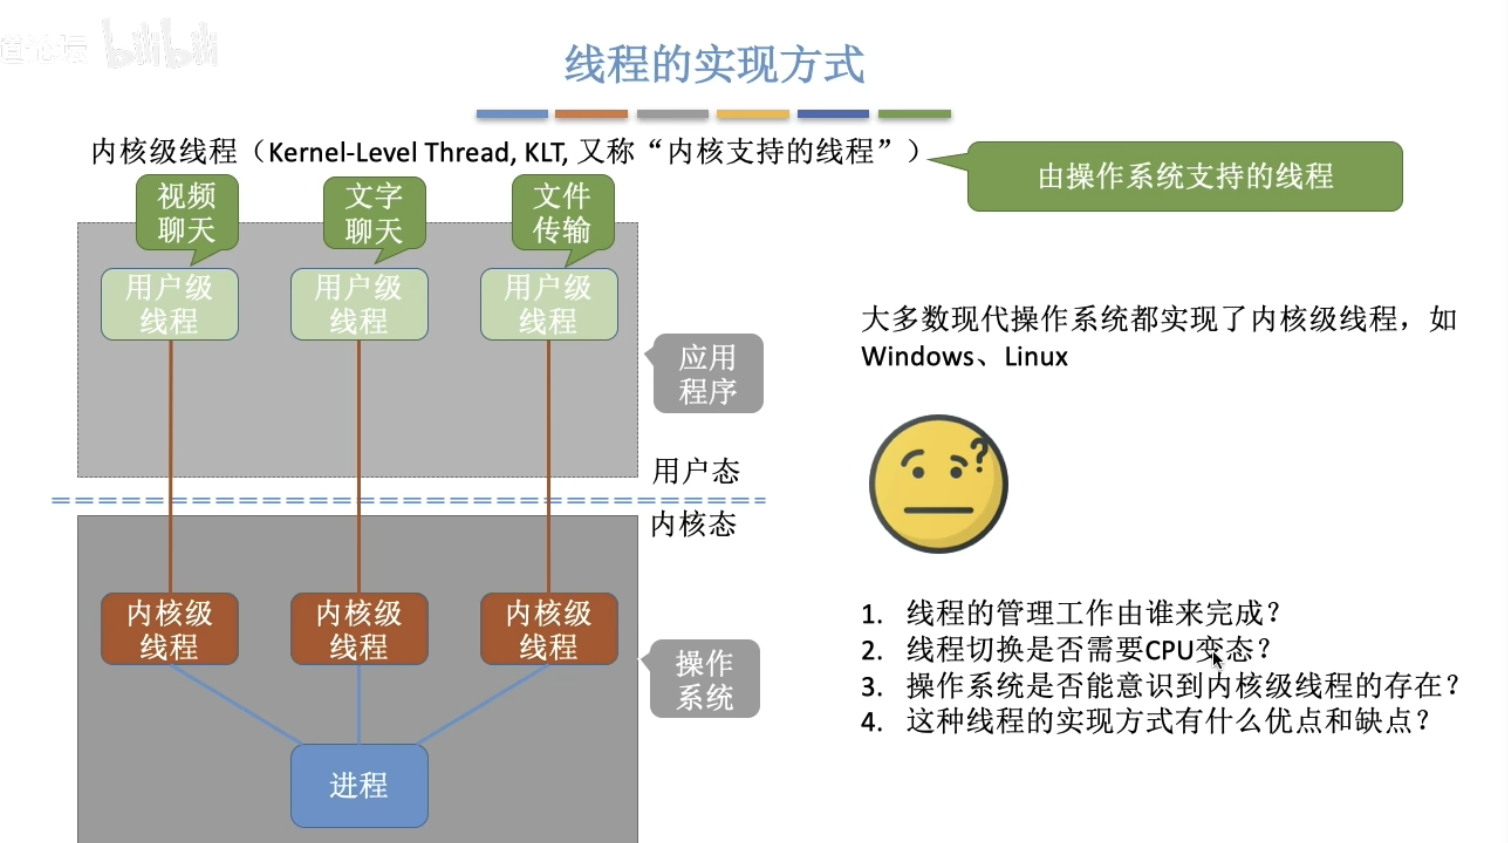 道论坛 bilibili
线程的实现方式
内核级线程（Kernel-Level Thread, KLT, 又称“内核支持的线程”）
由操作系统支持的线程
视频
聊天
文字
聊天
文件
传输
用户级
线程
用户级
线程
用户级
线程
应用
程序
大多数现代操作系统都实现了内核级线程，如
Windows、Linux
用户态
内核态
内核级
线程
内核级
线程
内核级
线程
操作
系统
进程
?
1. 线程的管理工作由谁来完成？
2. 线程切换是否需要CPU变态？
3. 操作系统是否能意识到内核级线程的存在？
4. 这种线程的实现方式有什么优点和缺点？